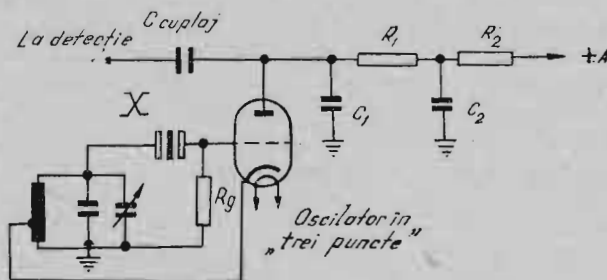 C cuplaj
La detecție
R1
R2
+A
X
C1
C2
Rg
Oscilator în
„trei puncte”